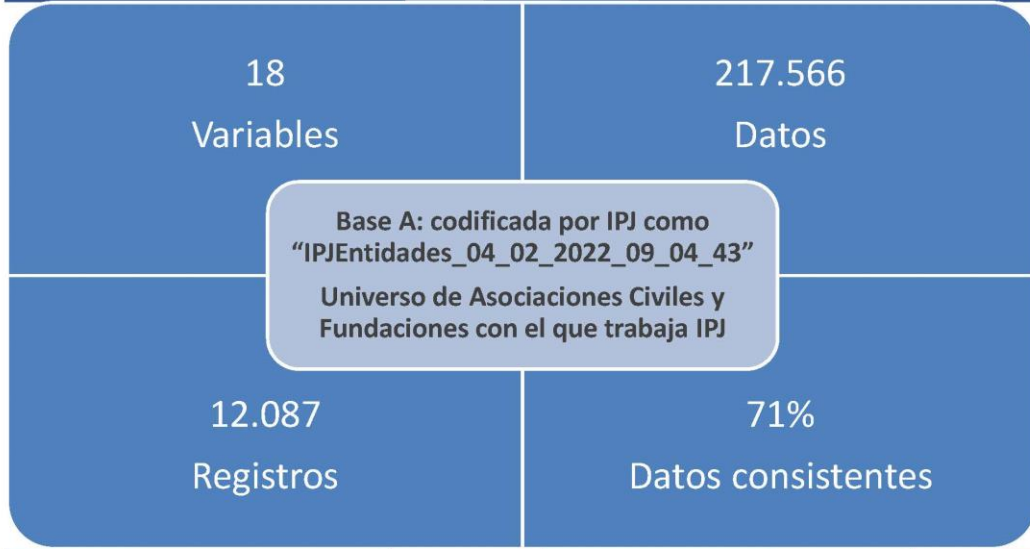 18
Variables
217.566
Datos
Base A: codificada por IPJ como
“IPJEntidades_04_02_2022_09_04_43”
Universo de Asociaciones Civiles y
Fundaciones con el que trabaja IPJ
12.087
Registros
71%
Datos consistentes